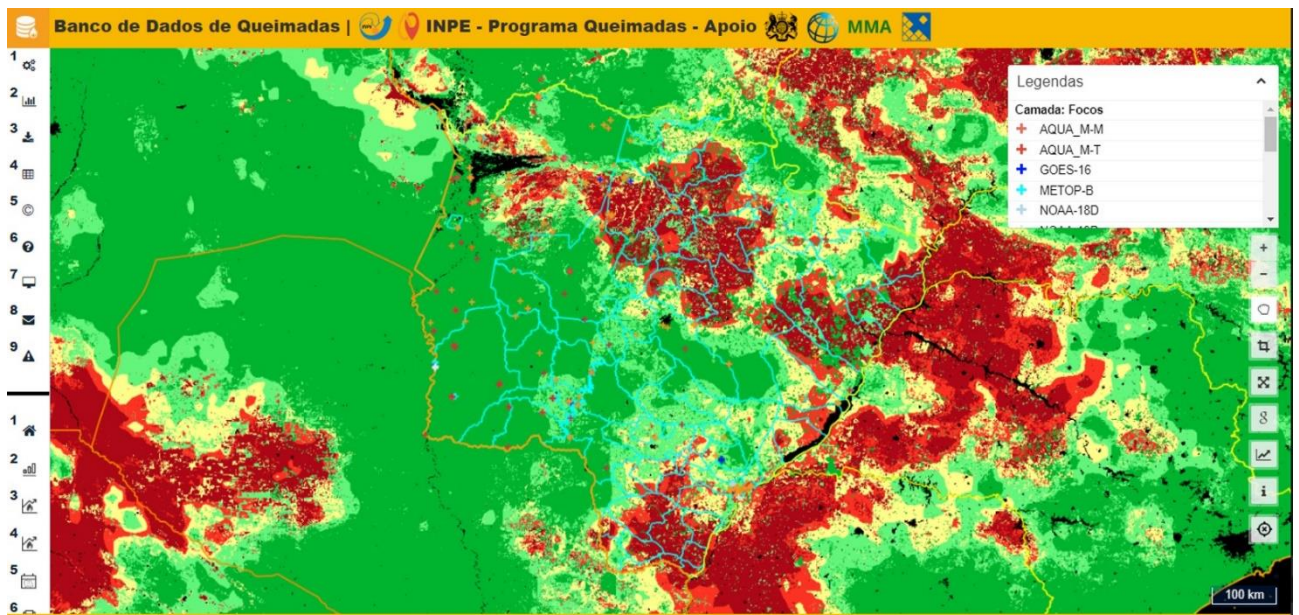 Banco de Dados de Queimadas | INPE - Programa Queimadas - Apoio MMA
1
2
3
4
5
6
7
8
9
1
2
3
4
5
6
Legendas
Camada: Focos
AQUA_M-M
AQUA_M-T
GOES-16
METOP-B
NOAA-18D
+
−
8
i
100 km